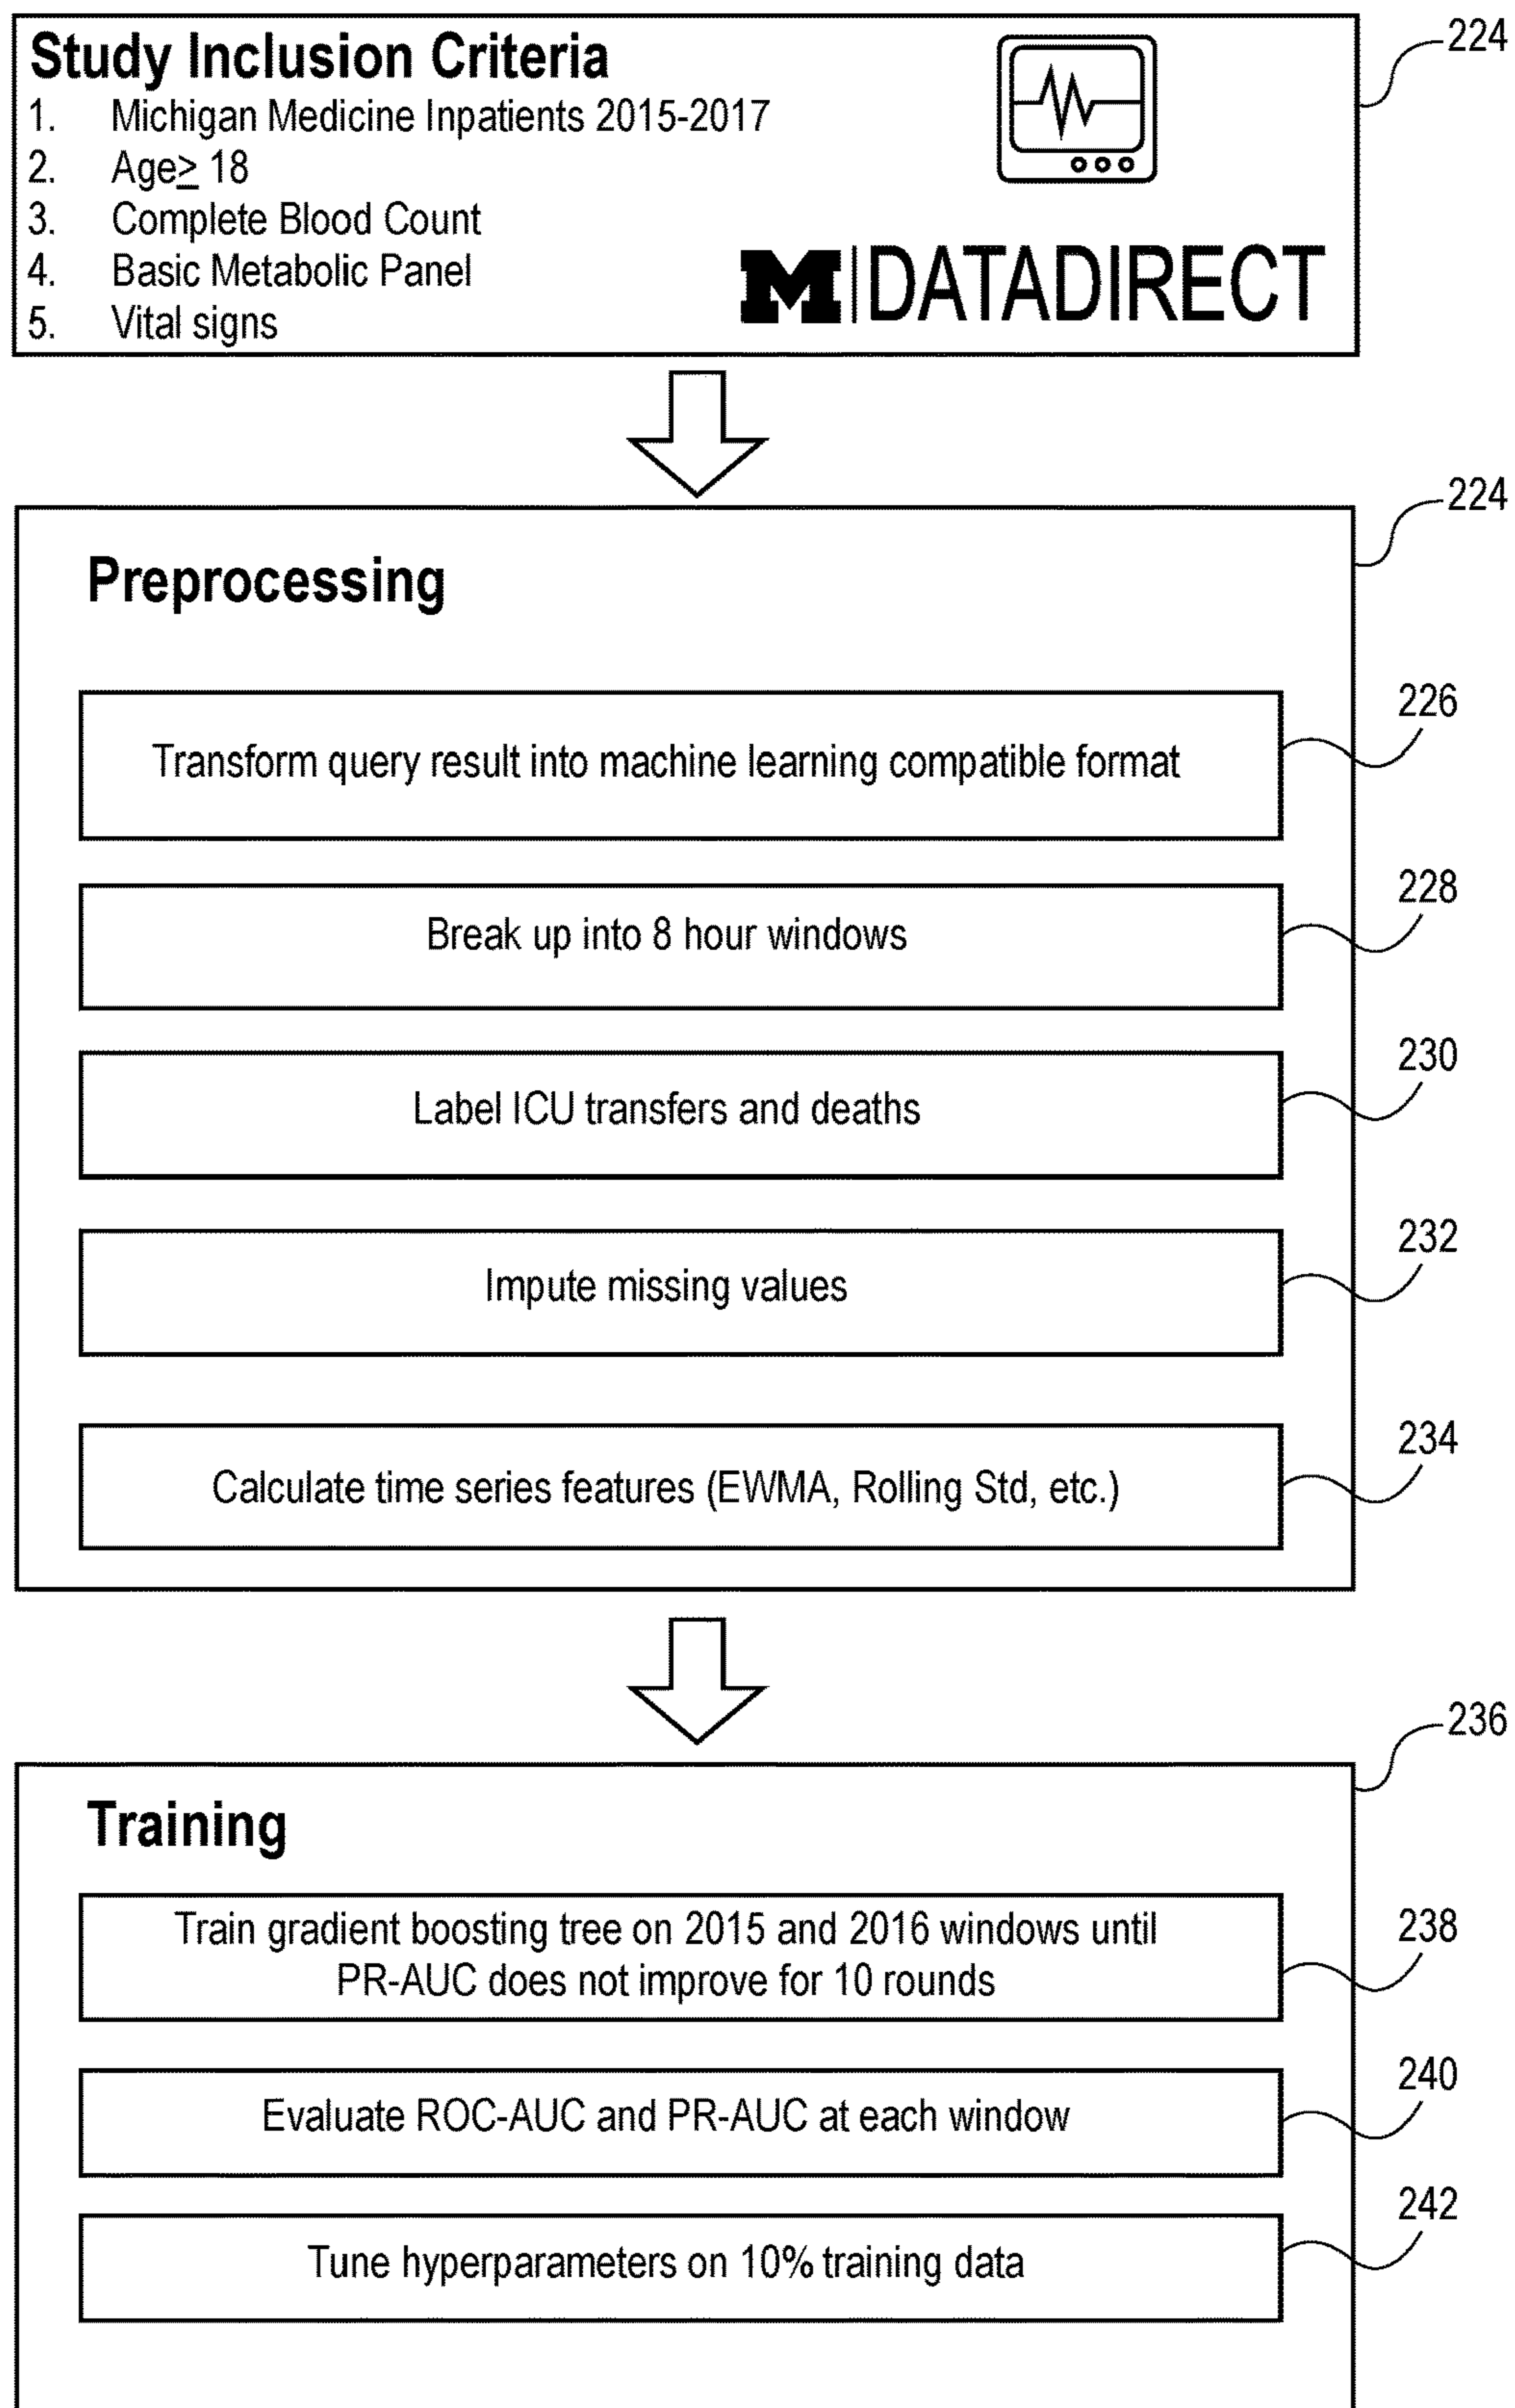 Study Inclusion Criteria
224
1. Michigan Medicine Inpatients 2015-2017
2. Age≥ 18
3. Complete Blood Count
4. Basic Metabolic Panel
5. Vital signs
M|DATADIRECT
224
Preprocessing
226
Transform query result into machine learning compatible format
228
Break up into 8 hour windows
230
Label ICU transfers and deaths
232
Impute missing values
234
Calculate time series features (EWMA, Rolling Std, etc.)
236
Training
238
Train gradient boosting tree on 2015 and 2016 windows until
PR-AUC does not improve for 10 rounds
240
Evaluate ROC-AUC and PR-AUC at each window
242
Tune hyperparameters on 10% training data